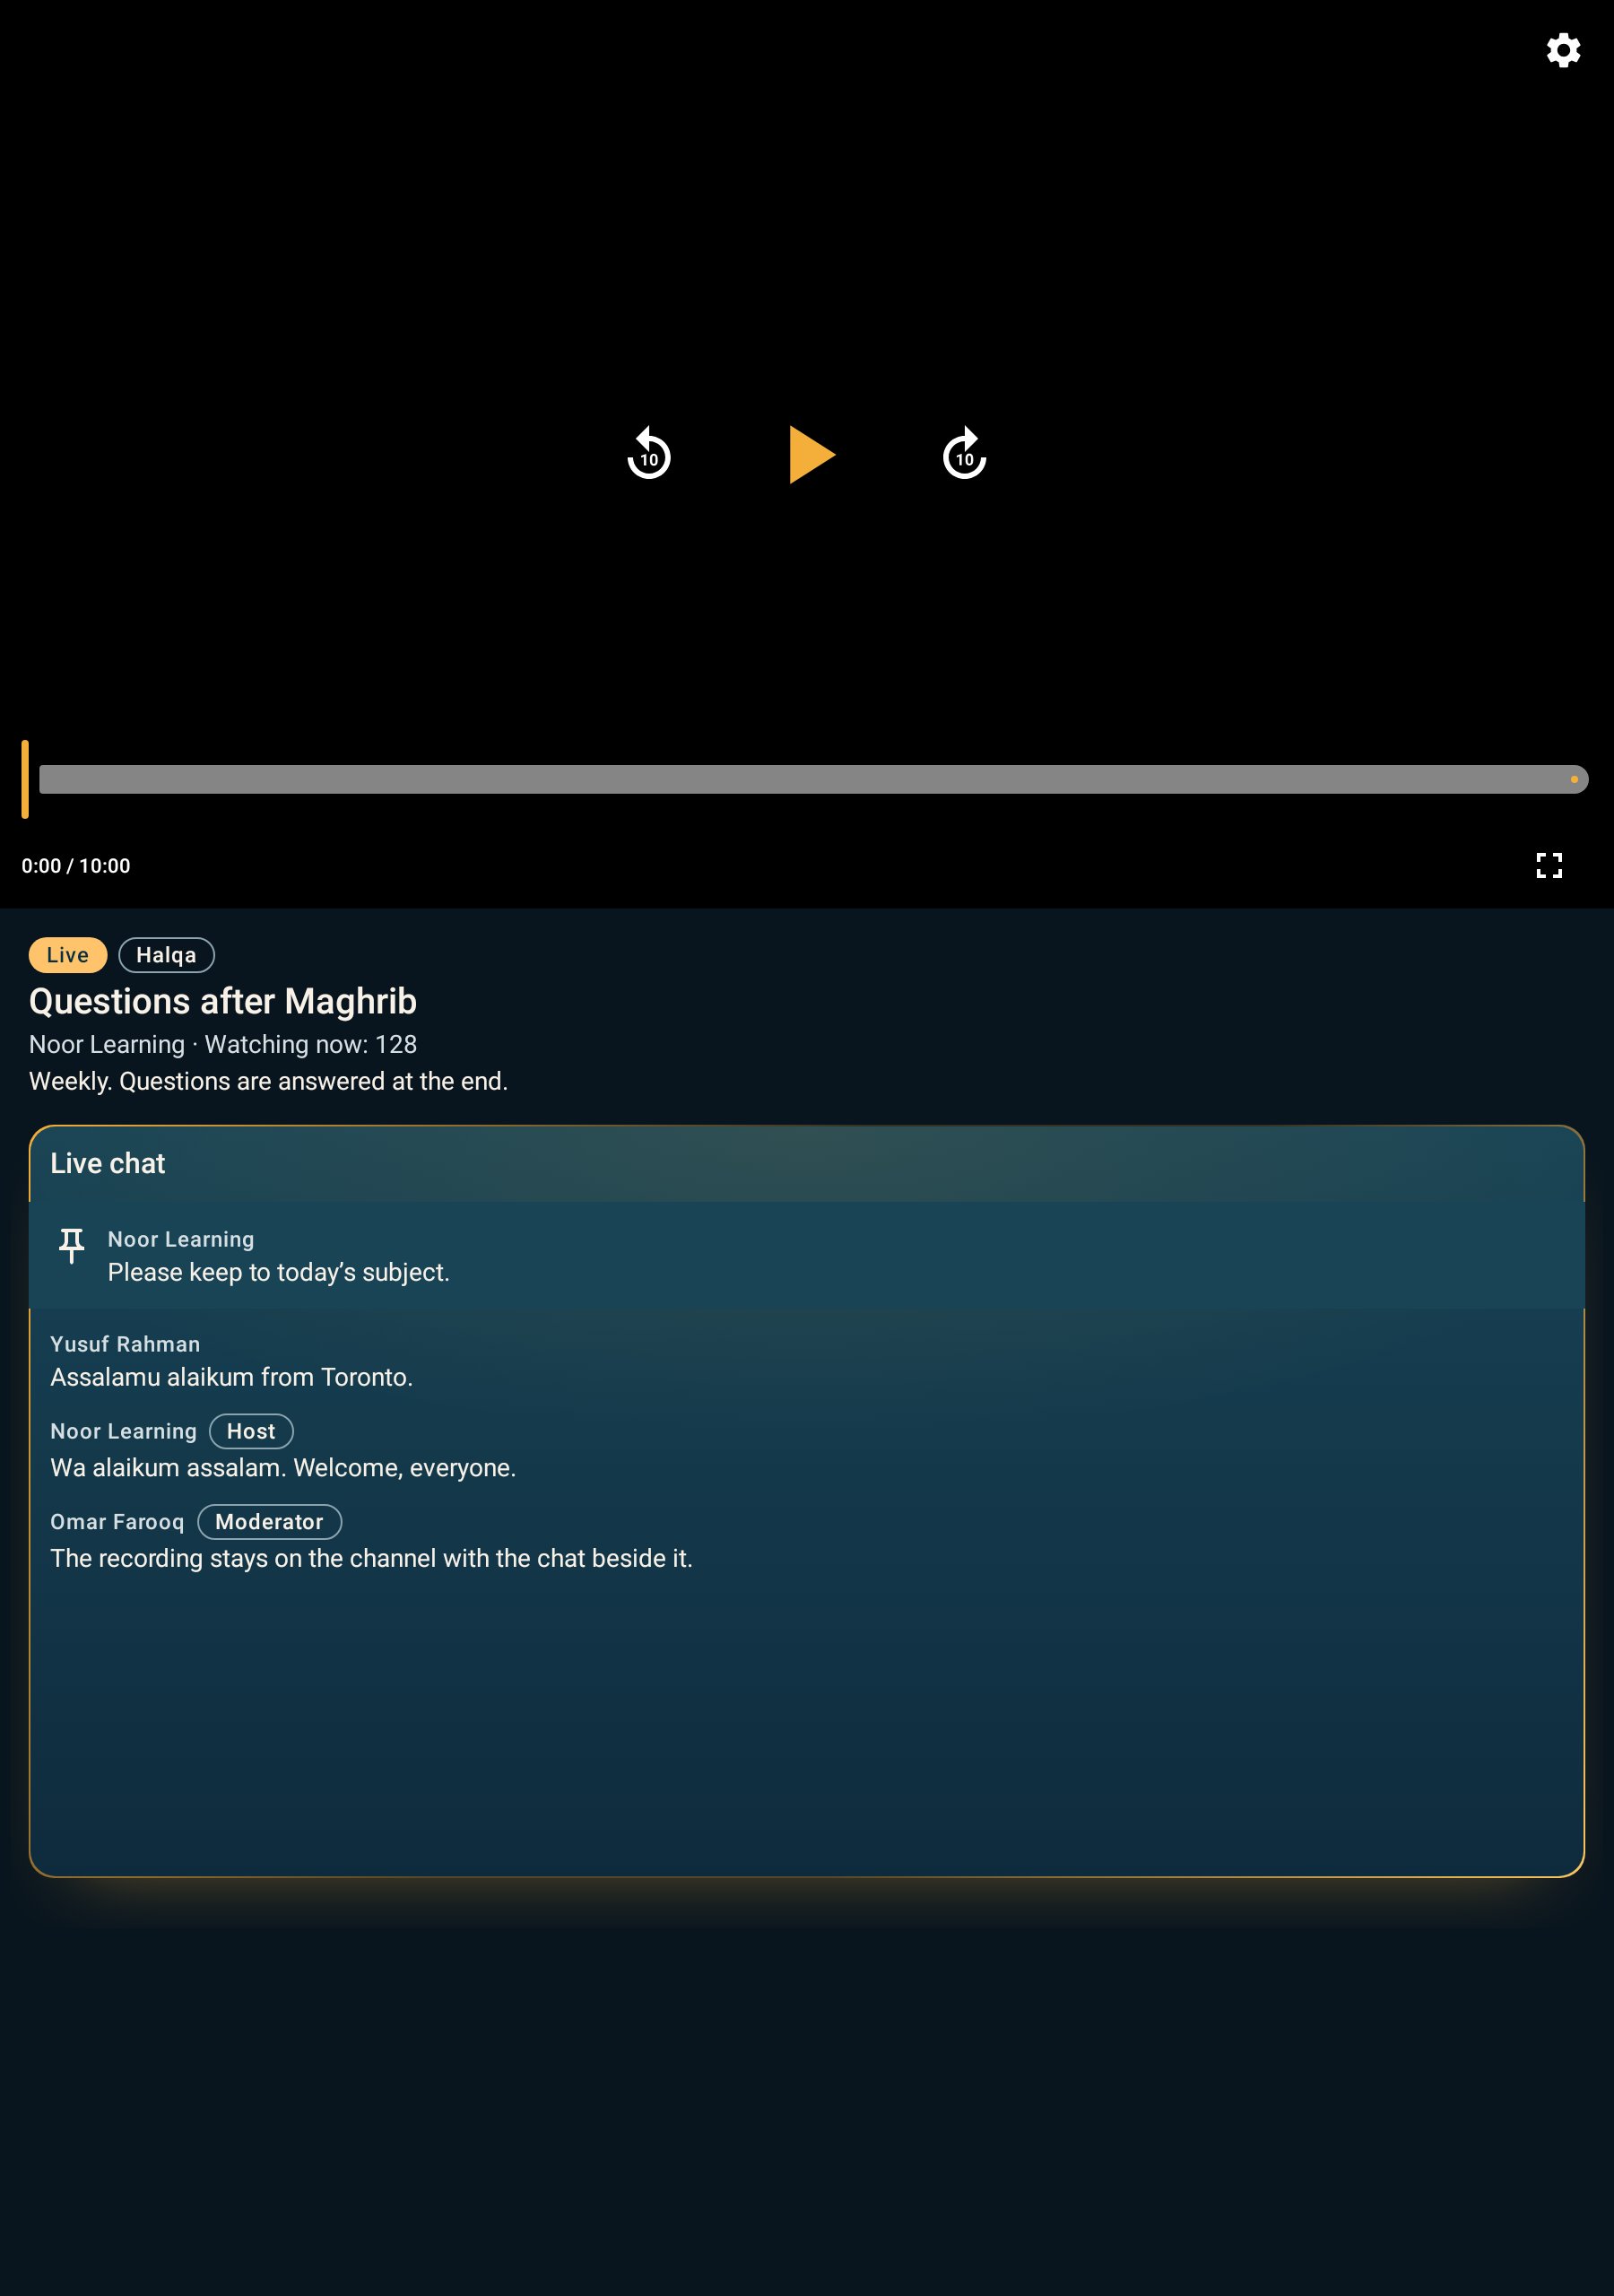 10
10
0:00 / 10:00
Live
Halqa
Questions after Maghrib
Noor Learning · Watching now: 128
Weekly. Questions are answered at the end.
Live chat
Noor Learning
Please keep to today’s subject.
Yusuf Rahman
Assalamu alaikum from Toronto.
Noor Learning Host
Wa alaikum assalam. Welcome, everyone.
Omar Farooq Moderator
The recording stays on the channel with the chat beside it.